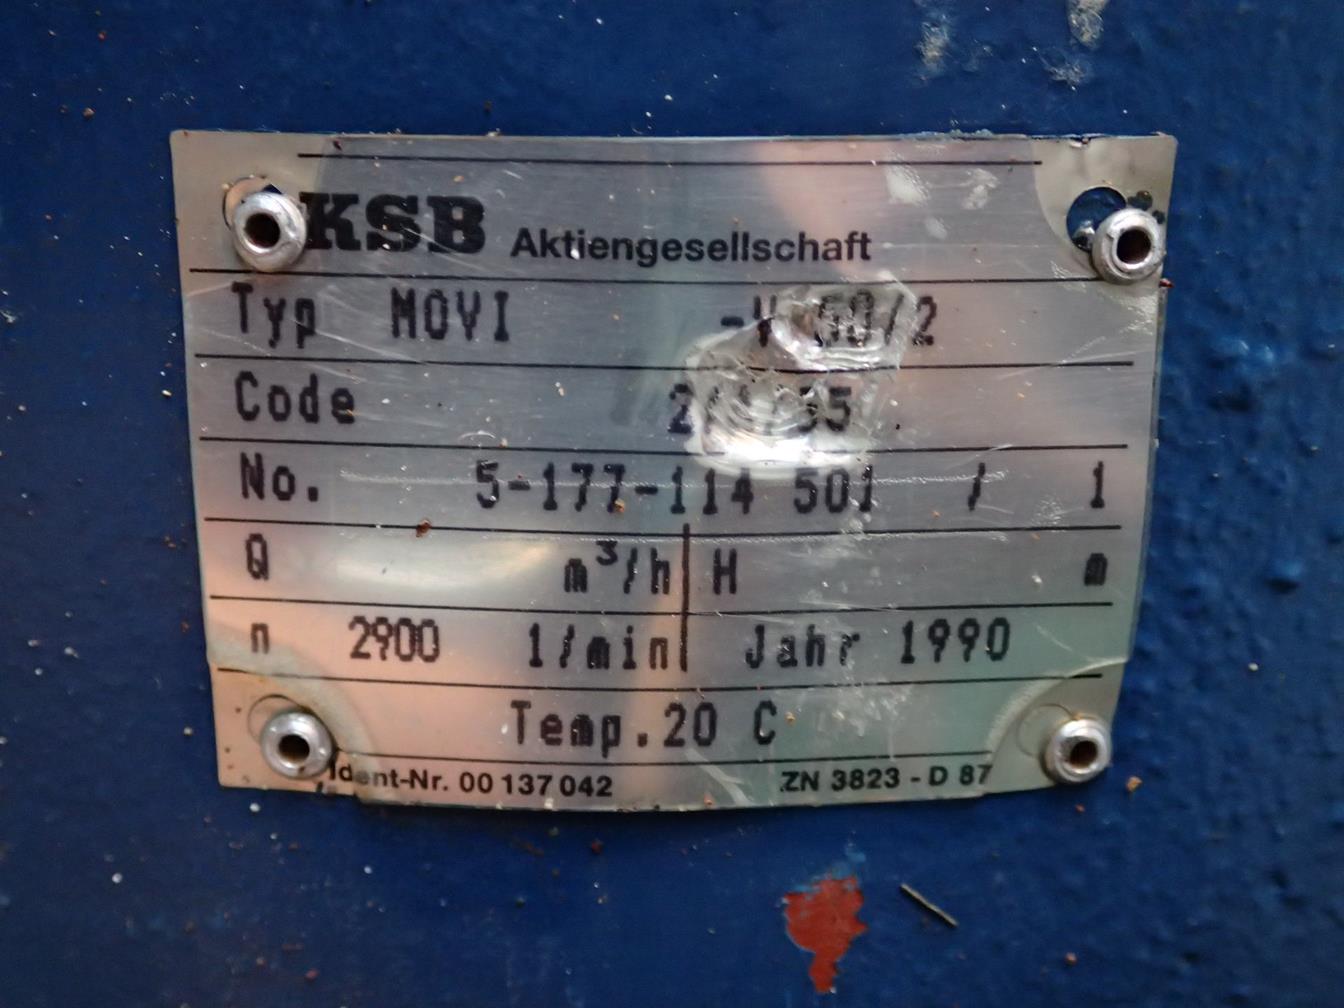 KSB Aktiengesellschaft
Typ MOVI /2
Code
No. 5-177-114 501 / 1
Q m³/h H m
n 2900 1/min Jahr 1990
Temp.20 C
Ident-Nr. 00 137 042 ZN 3823 - D 87